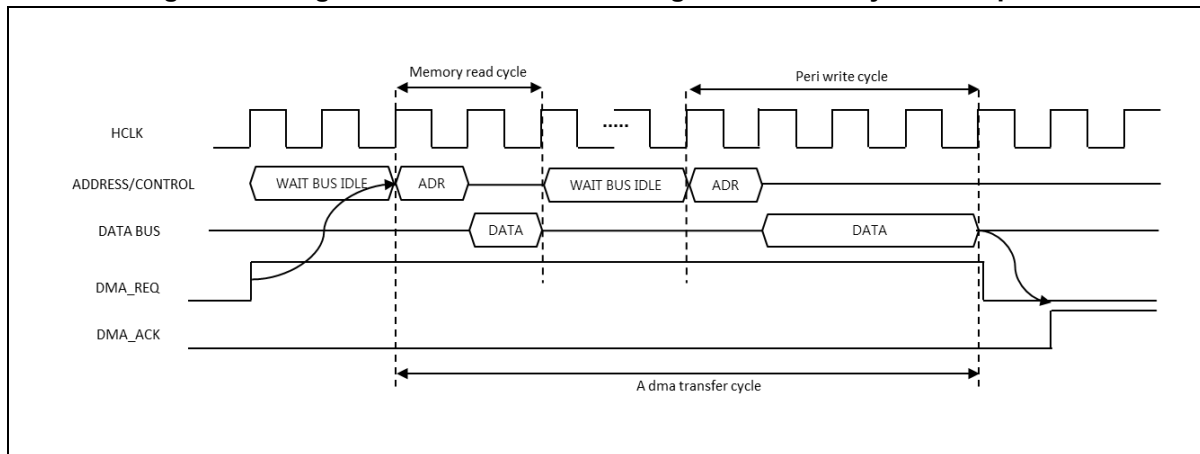 Memory read cycle
Peri write cycle
HCLK
.....
ADDRESS/CONTROL
WAIT BUS IDLE
ADR
WAIT BUS IDLE
ADR
DATA BUS
DATA
DATA
DMA_REQ
DMA_ACK
A dma transfer cycle